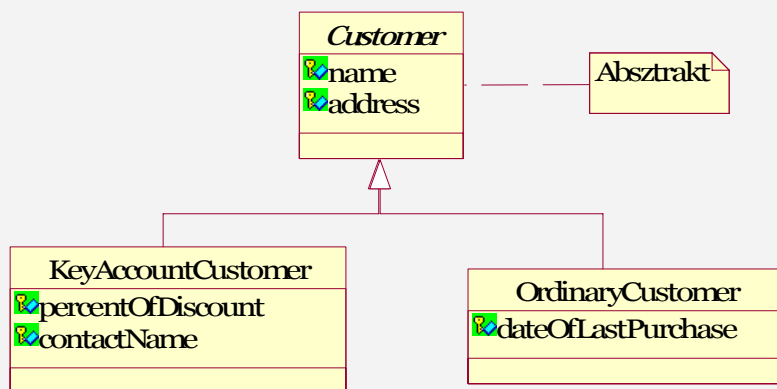 Customer
name
address
Absztrakt
KeyAccountCustomer
percentOfDiscount
contactName
OrdinaryCustomer
dateOfLastPurchase